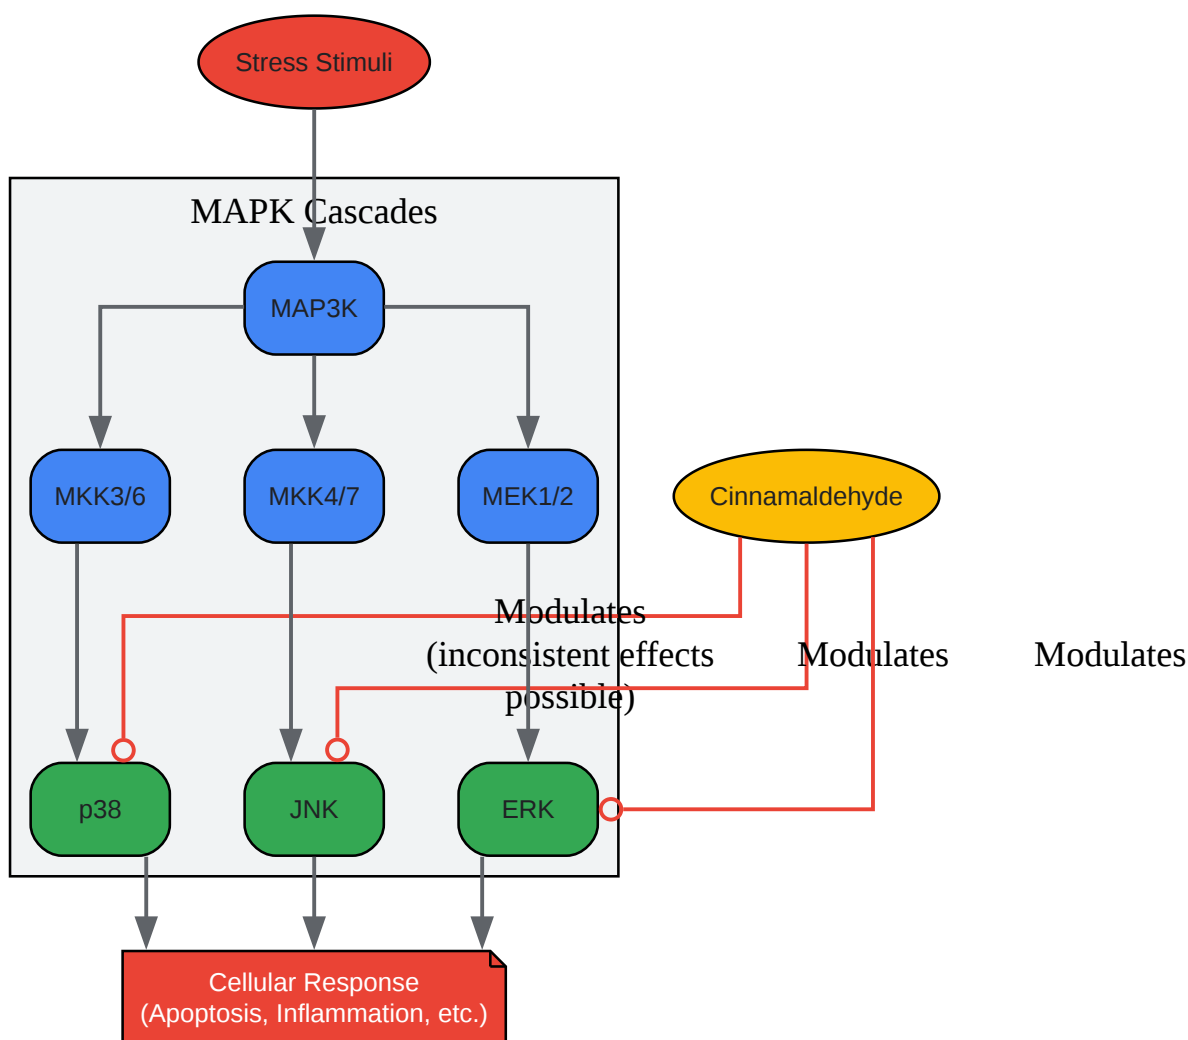 Stress Stimuli
MAPK Cascades
MAP3K
MKK3/6
MKK4/7
MEK1/2
Cinnamaldehyde
Modulates
(inconsistent effects
possible)
Modulates
Modulates
p38
JNK
ERK
Cellular Response
(Apoptosis, Inflammation, etc.)